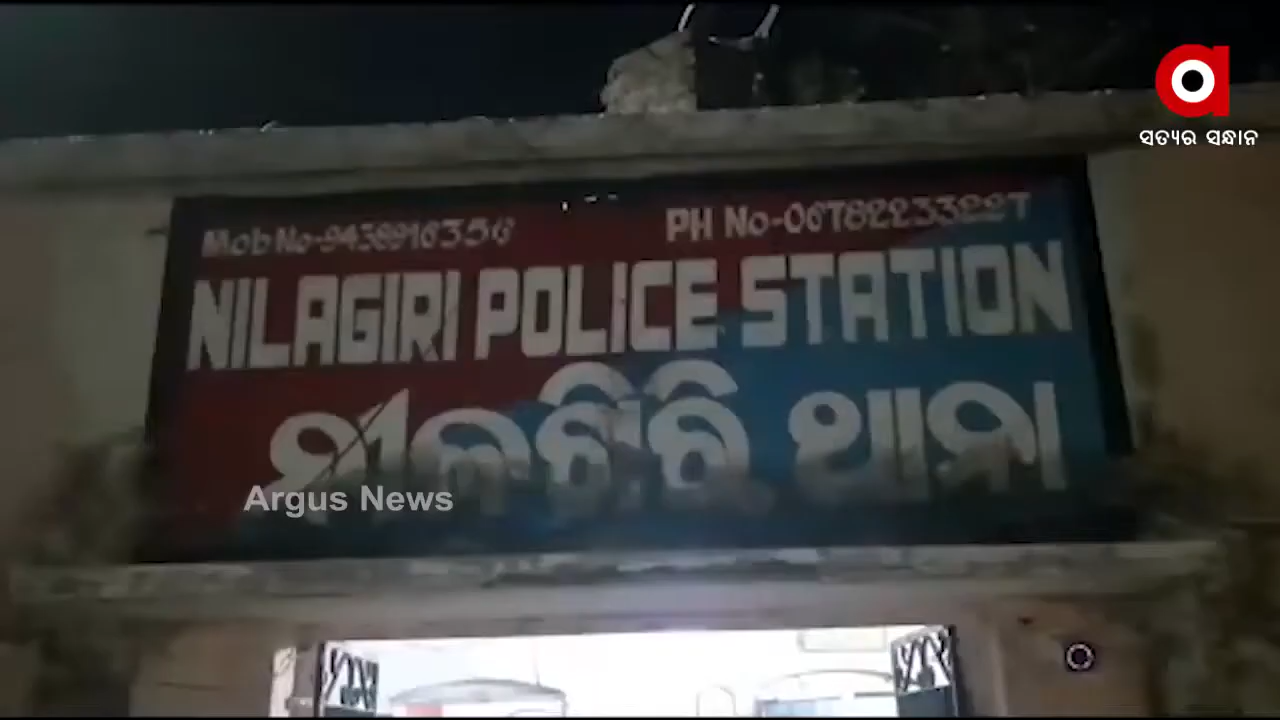 ସତ୍ୟର ସନ୍ଧାନ
Mob No-9438916356
PH No-06782233227
NILAGIRI POLICE STATION
ନୀଳଗିରି ଥାନା
Argus News